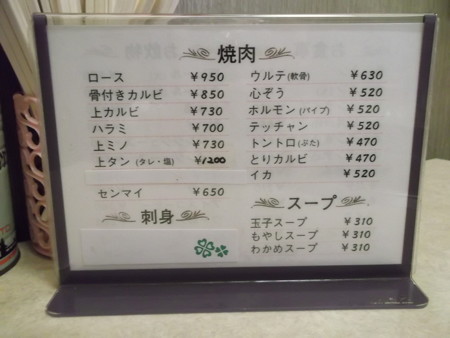 焼肉
ロース ¥950
骨付きカルビ ¥850
上カルビ ¥730
ハラミ ¥700
上ミノ ¥730
上タン (タレ・塩) ¥1200
センマイ ¥650
刺身
ウルテ(軟骨) ¥630
心ぞう ¥520
ホルモン(パイプ) ¥520
テッチャン ¥520
トントロ(ぶた) ¥470
とりカルビ ¥470
イカ ¥520
スープ
玉子スープ ¥310
もやしスープ ¥310
わかめスープ ¥310